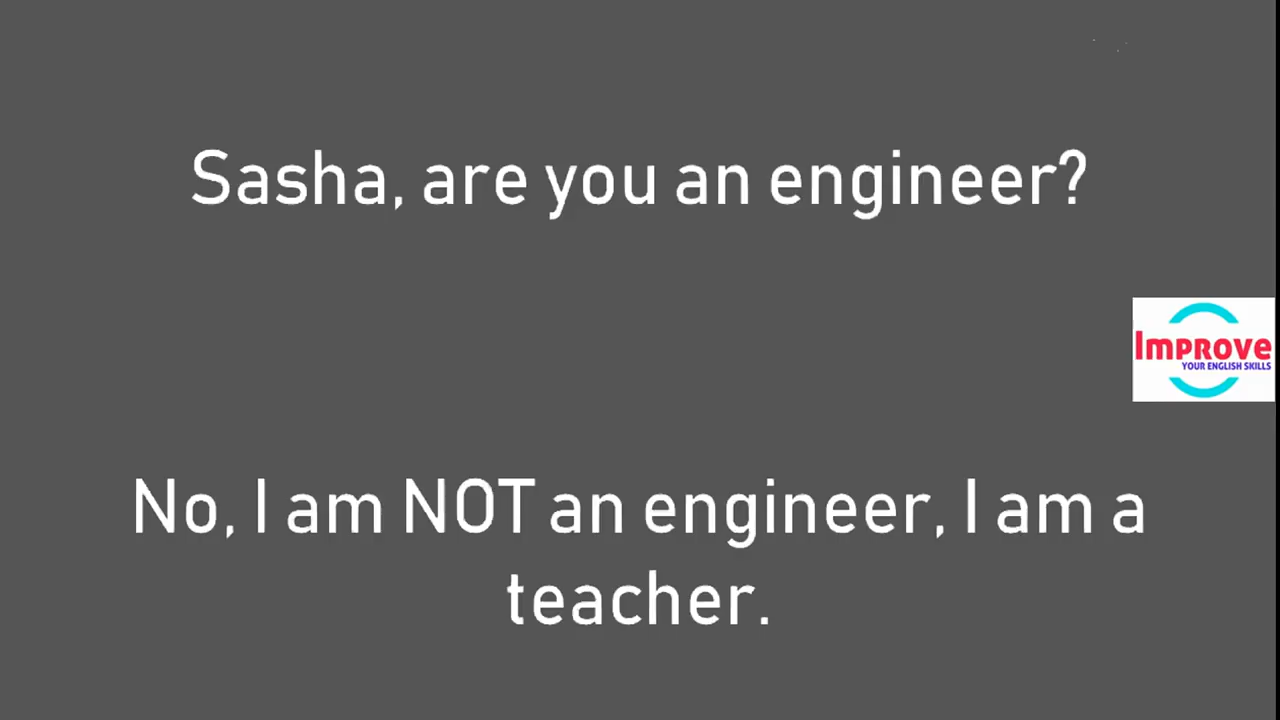 Sasha, are you an engineer?
Improve
YOUR ENGLISH SKILLS
No, I am NOT an engineer, I am a
teacher.